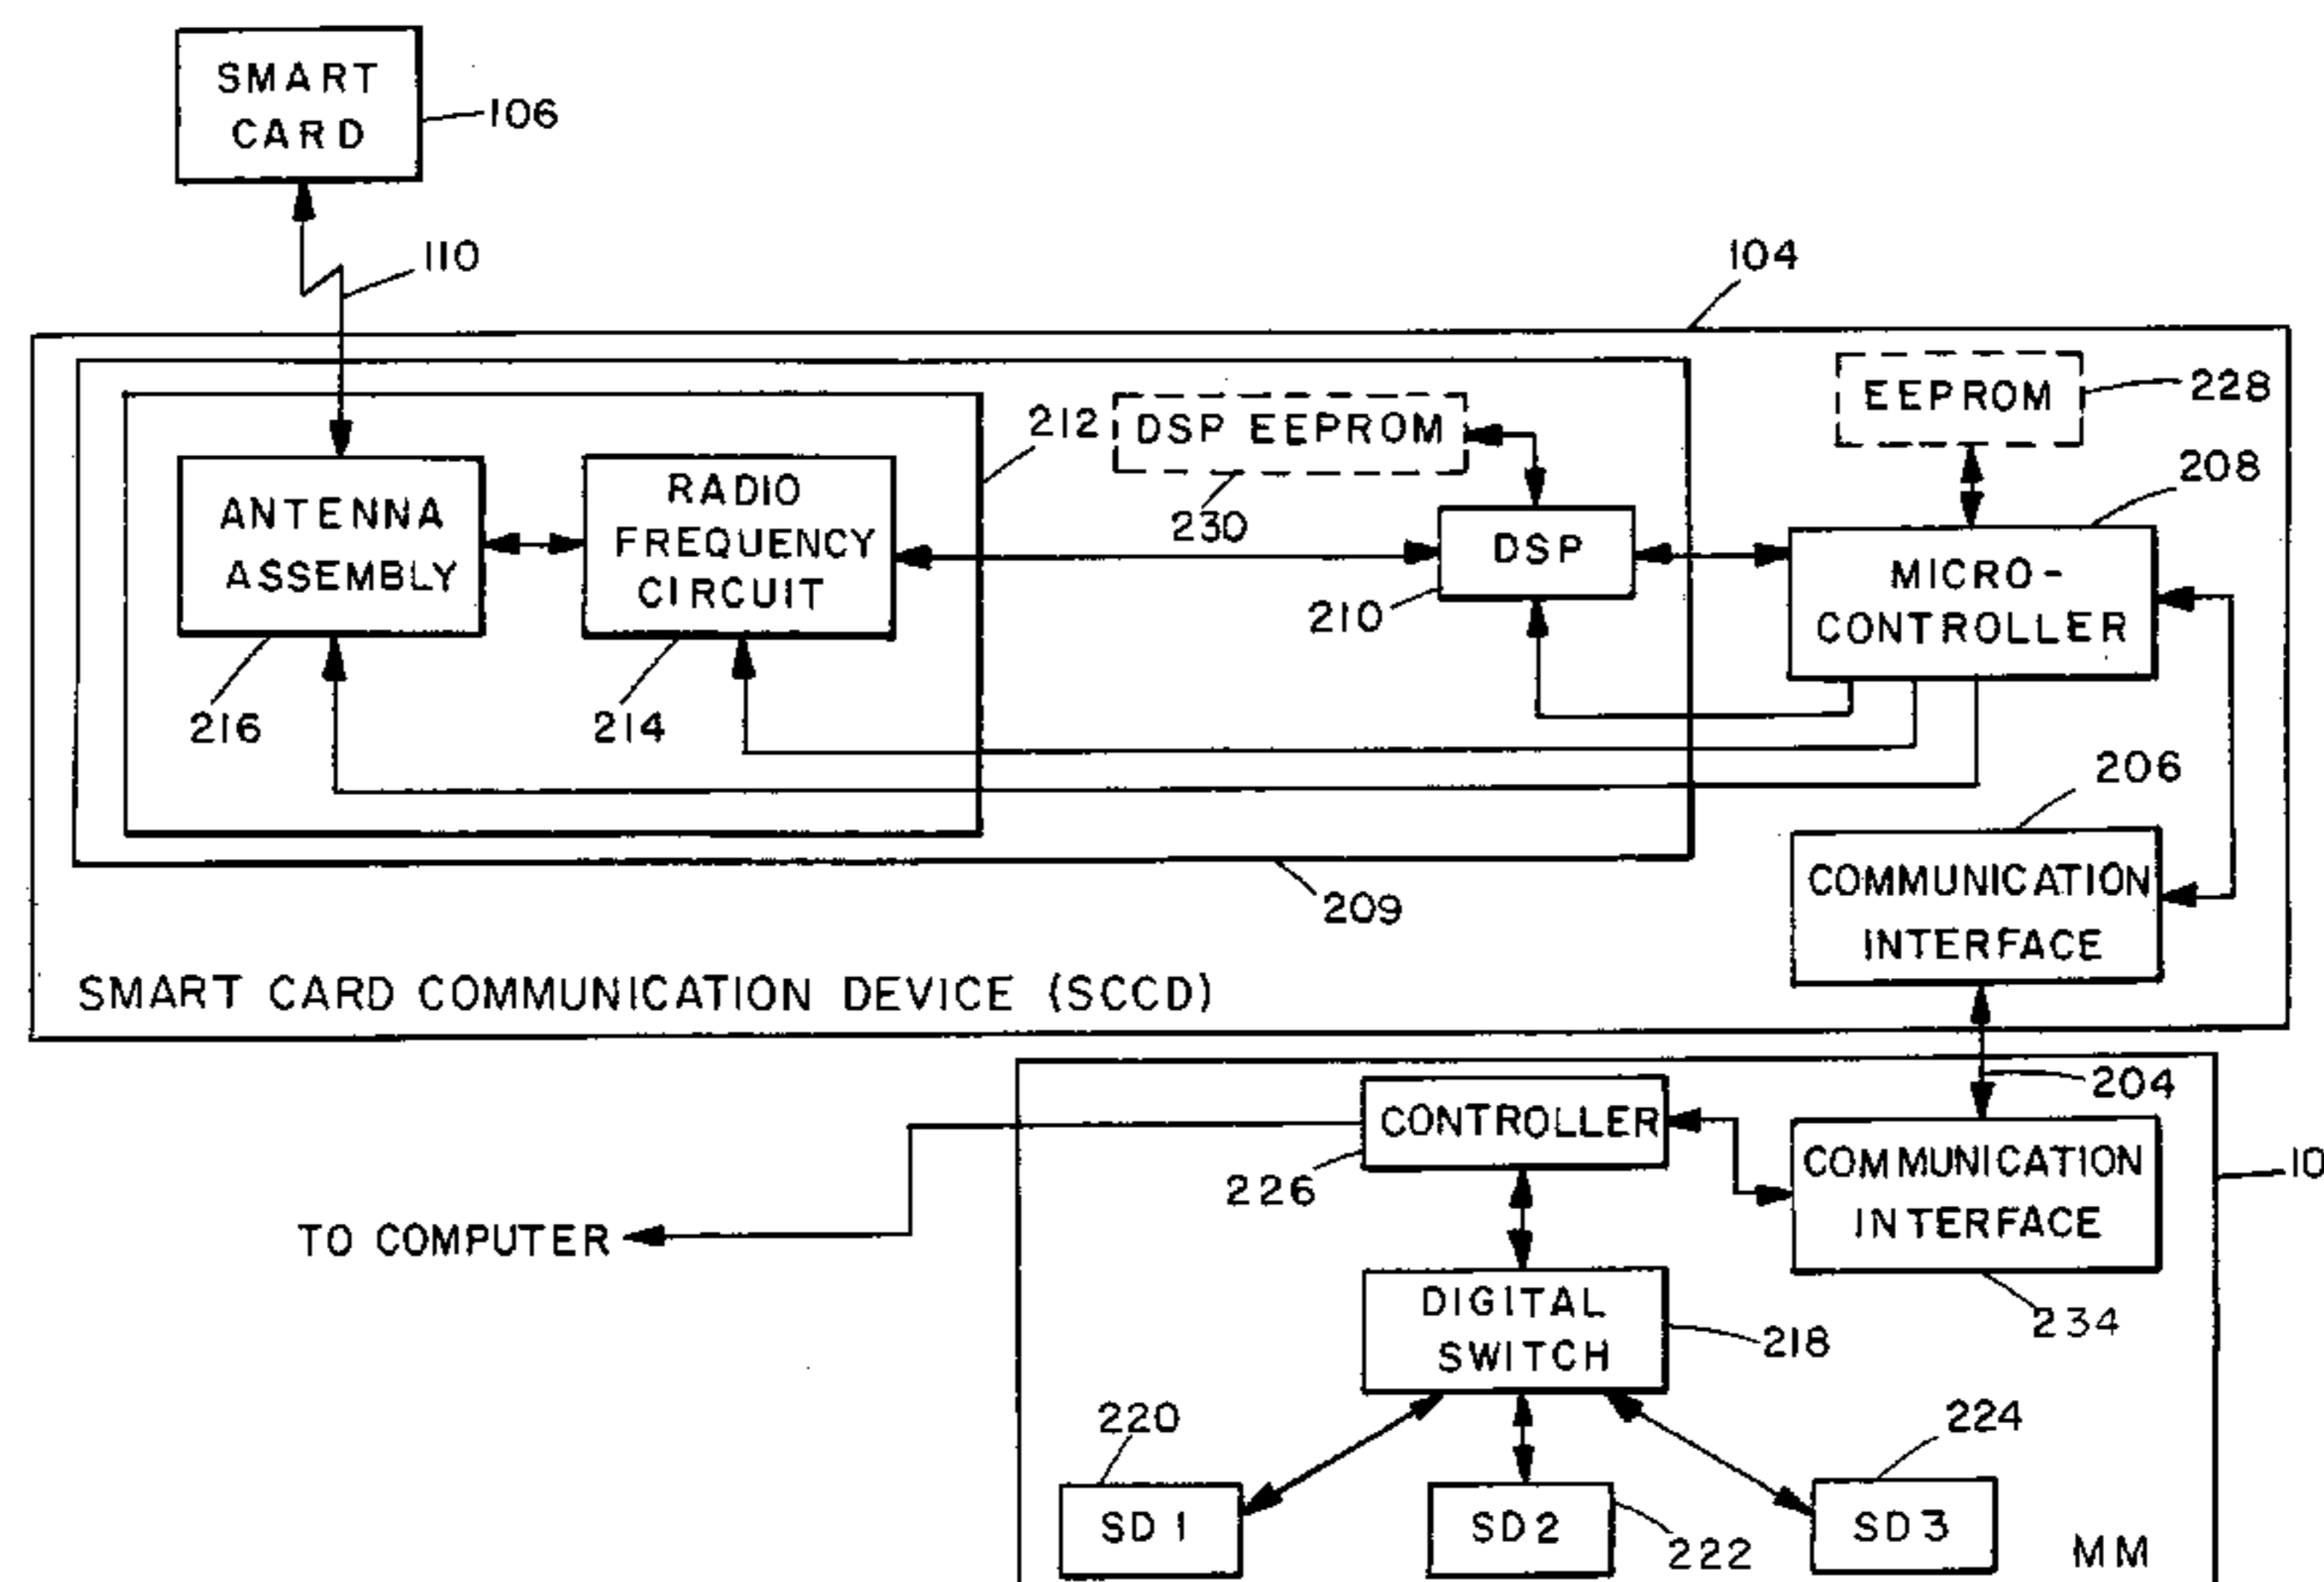 SMART
CARD
106
110
104
EEPROM
228
212
DSP EEPROM
230
208
ANTENNA
ASSEMBLY
RADIO
FREQUENCY
CIRCUIT
DSP
210
MICRO-
CONTROLLER
216
214
206
COMMUNICATION
INTERFACE
209
SMART CARD COMMUNICATION DEVICE (SCCD)
204
CONTROLLER
226
COMMUNICATION
INTERFACE
10
TO COMPUTER
234
DIGITAL
SWITCH
218
220
224
SD1
SD2
222
SD3
MM